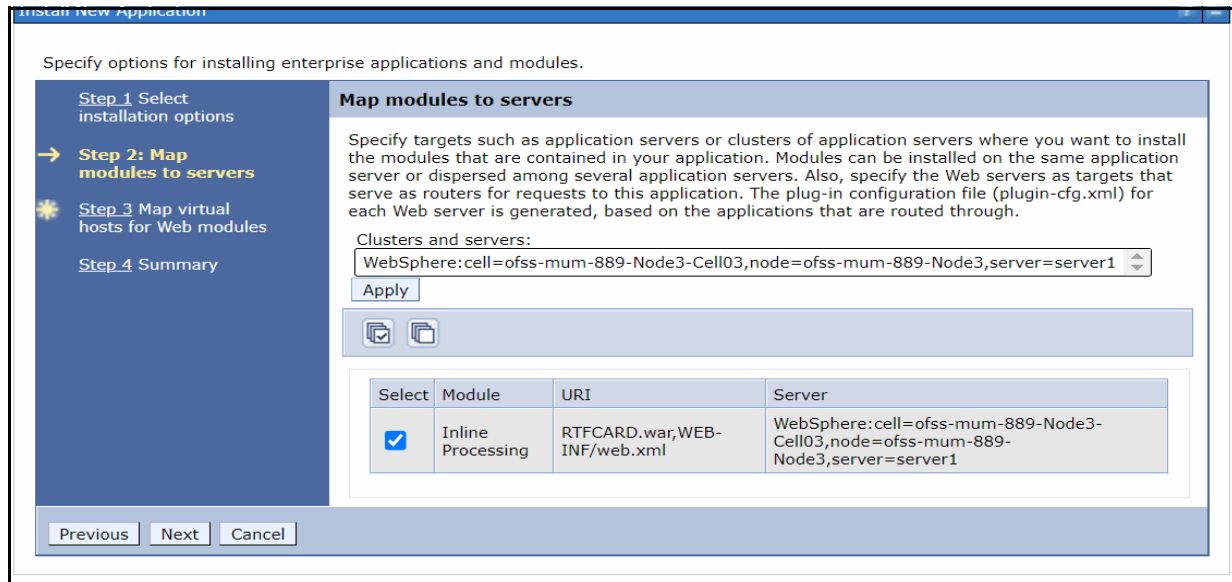 Install New Application
?
Specify options for installing enterprise applications and modules.
Step 1 Select
installation options
Step 2: Map
modules to servers
Step 3 Map virtual
hosts for Web modules
Step 4 Summary
Map modules to servers
Specify targets such as application servers or clusters of application servers where you want to install
the modules that are contained in your application. Modules can be installed on the same application
server or dispersed among several application servers. Also, specify the Web servers as targets that
serve as routers for requests to this application. The plug-in configuration file (plugin-cfg.xml) for
each Web server is generated, based on the applications that are routed through.
Clusters and servers:
WebSphere:cell=ofss-mum-889-Node3-Cell03,node=ofss-mum-889-Node3,server=server1
Apply
Select Module URI Server
Inline
Processing
RTFCARD.war,WEB-
INF/web.xml
WebSphere:cell=ofss-mum-889-Node3-
Cell03,node=ofss-mum-889-
Node3,server=server1
Previous Next Cancel